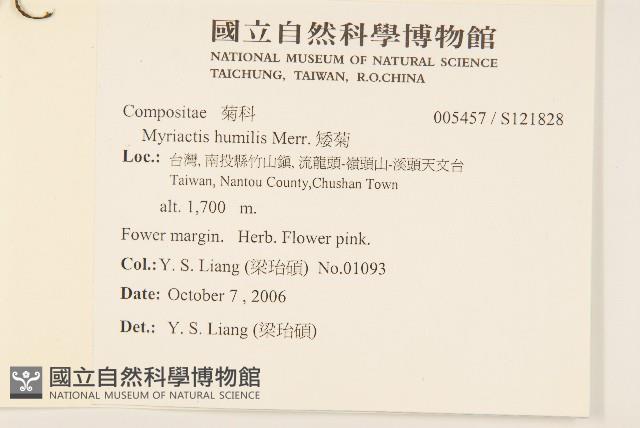 國立自然科學博物館
NATIONAL MUSEUM OF NATURAL SCIENCE
TAICHUNG, TAIWAN, R.O.CHINA
Compositae 菊科 005457 / S121828
Myriactis humilis Merr. 矮菊
Loc.: 台灣, 南投縣竹山鎮, 流龍頭-嶺頭山-溪頭天文台
Taiwan, Nantou County,Chushan Town
alt. 1,700 m.
Fower margin. Herb. Flower pink.
Col.: Y. S. Liang (梁珆碩) No.01093
Date: October 7 , 2006
Det.: Y. S. Liang (梁珆碩)
國立自然科學博物館
NATIONAL MUSEUM OF NATURAL SCIENCE